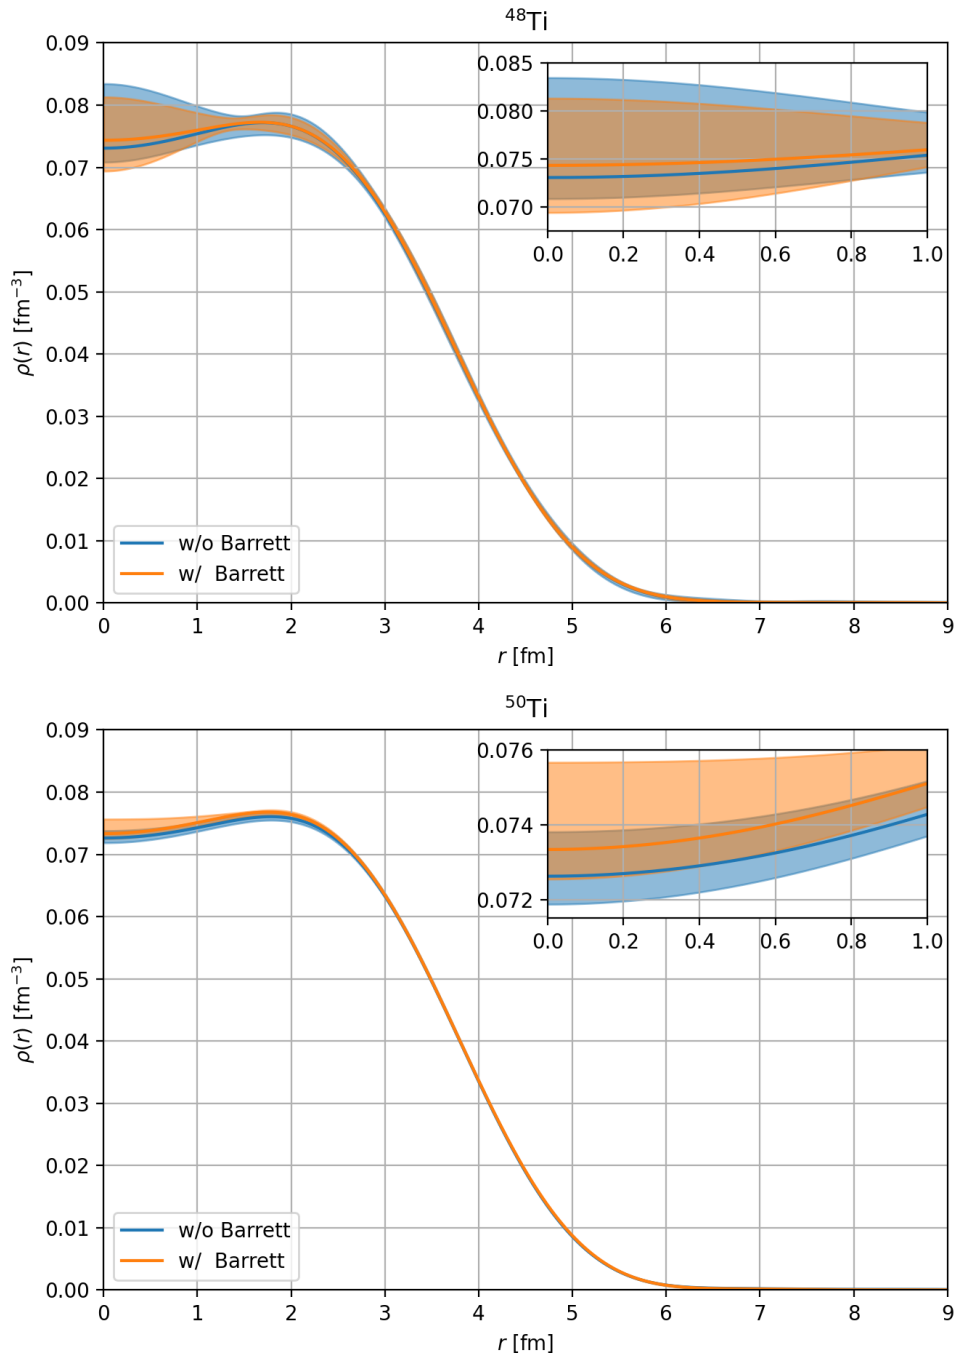 ⁴⁸Ti
0.09
0.08
0.07
0.06
0.05
0.04
0.03
0.02
0.01
0.00
ρ(r) [fm⁻³]
0.085
0.080
0.075
0.070
0.0 0.2 0.4 0.6 0.8 1.0
w/o Barrett
w/ Barrett
0 1 2 3 4 5 6 7 8 9
r [fm]
⁵⁰Ti
0.09
0.08
0.07
0.06
0.05
0.04
0.03
0.02
0.01
0.00
ρ(r) [fm⁻³]
0.076
0.074
0.072
0.0 0.2 0.4 0.6 0.8 1.0
w/o Barrett
w/ Barrett
0 1 2 3 4 5 6 7 8 9
r [fm]